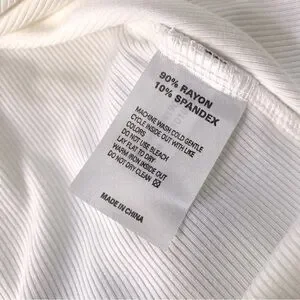 90% RAYON
10% SPANDEX
MACHINE WASH COLD GENTLE
CYCLE INSIDE OUT WITH LIKE
COLORS
DO NOT USE BLEACH
LAY FLAT TO DRY
WARM IRON INSIDE OUT
DO NOT DRY CLEAN
MADE IN CHINA